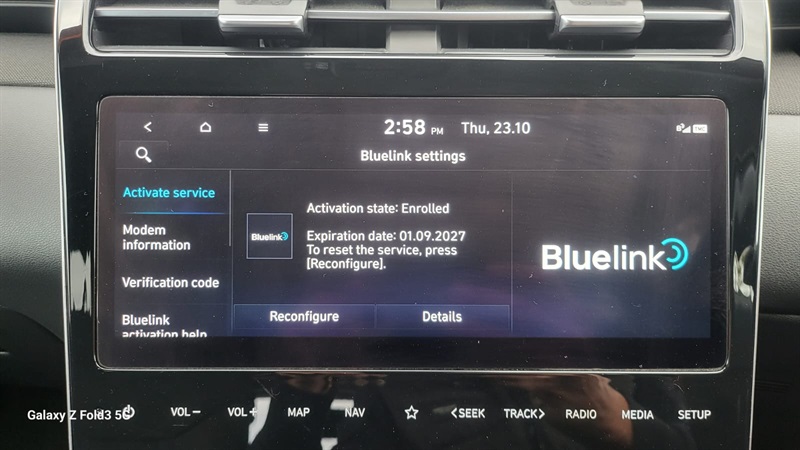 2:58 PM Thu, 23.10
Bluelink settings
Activate service
Modem
information
Verification code
Bluelink
activation help
Bluelink
Activation state: Enrolled
Expiration date: 01.09.2027
To reset the service, press
[Reconfigure].
Reconfigure Details
Bluelink
VOL− VOL+ MAP NAV ☆ <SEEK TRACK> RADIO MEDIA SETUP
Galaxy Z Fold3 5G